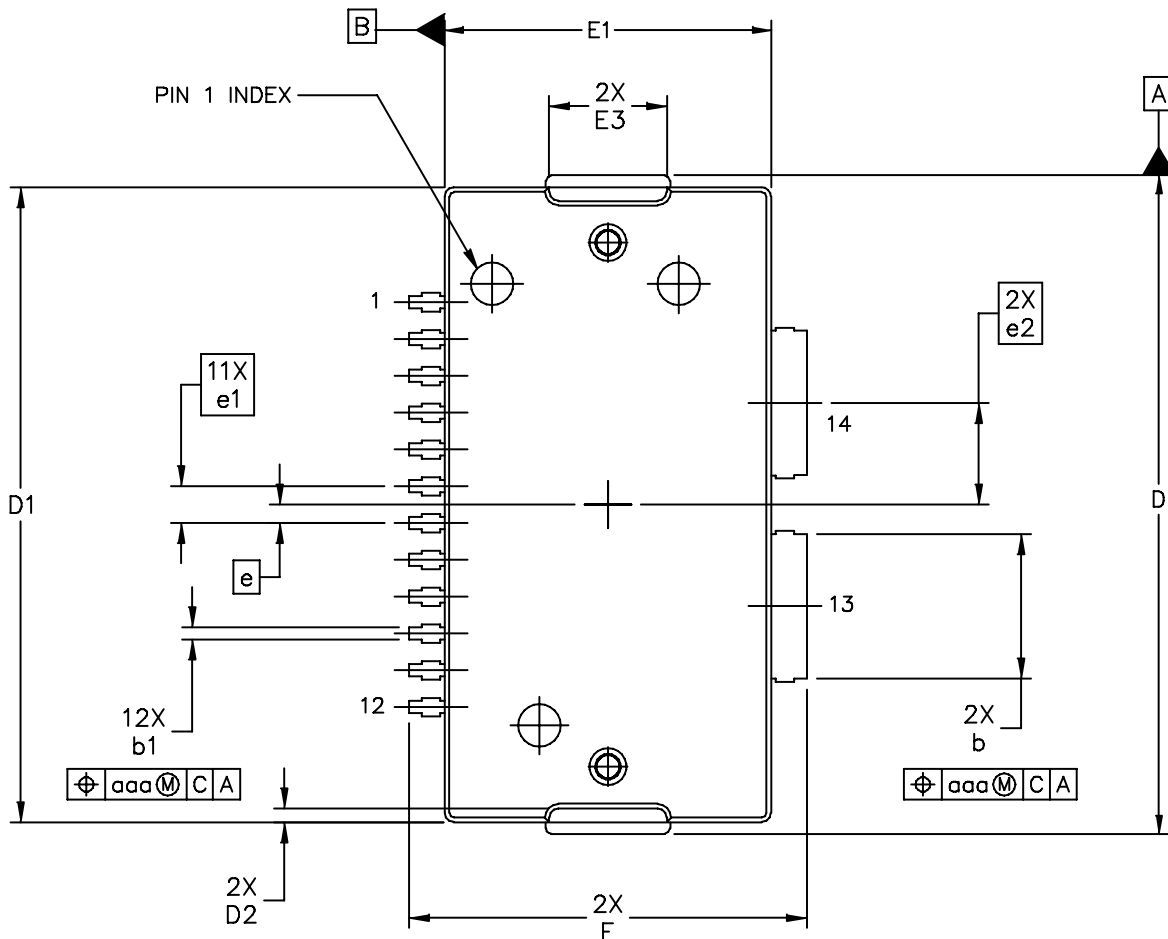 B
E1
PIN 1 INDEX
2X
E3
A
1
2X
e2
11X
e1
14
D1
D
e
13
12
12X
b1
2X
b
⌖ aaa Ⓜ C A
⌖ aaa Ⓜ C A
2X
D2
2X